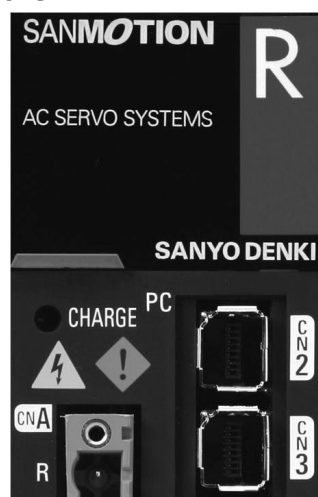 SANMOTION
R
AC SERVO SYSTEMS
SANYO DENKI
CHARGE
PC
CN2
CNA
R
CN3